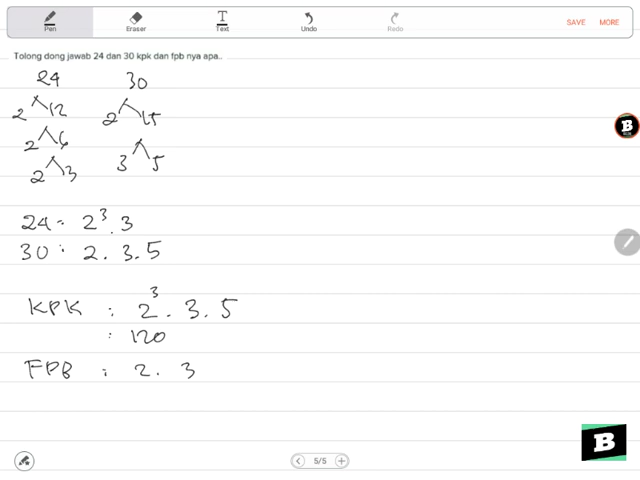 Pen Eraser Text Undo Redo SAVE MORE
Tolong dong jawab 24 dan 30 kpk dan fpb nya apa..
24 30
2 12 2 15
2 6 3 5
2 3
24 = 2³ . 3
30 : 2 . 3 . 5
KPK : 2³ . 3 . 5
: 120
FPB : 2 . 3
5/5
B
B